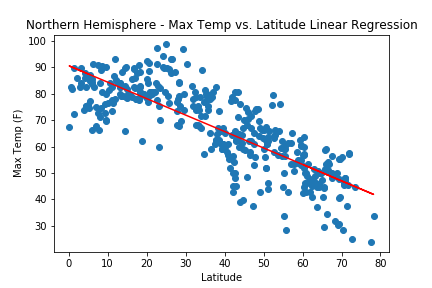 Northern Hemisphere - Max Temp vs. Latitude Linear Regression
100
90
80
70
60
50
40
30
Max Temp (F)
0 10 20 30 40 50 60 70 80
Latitude